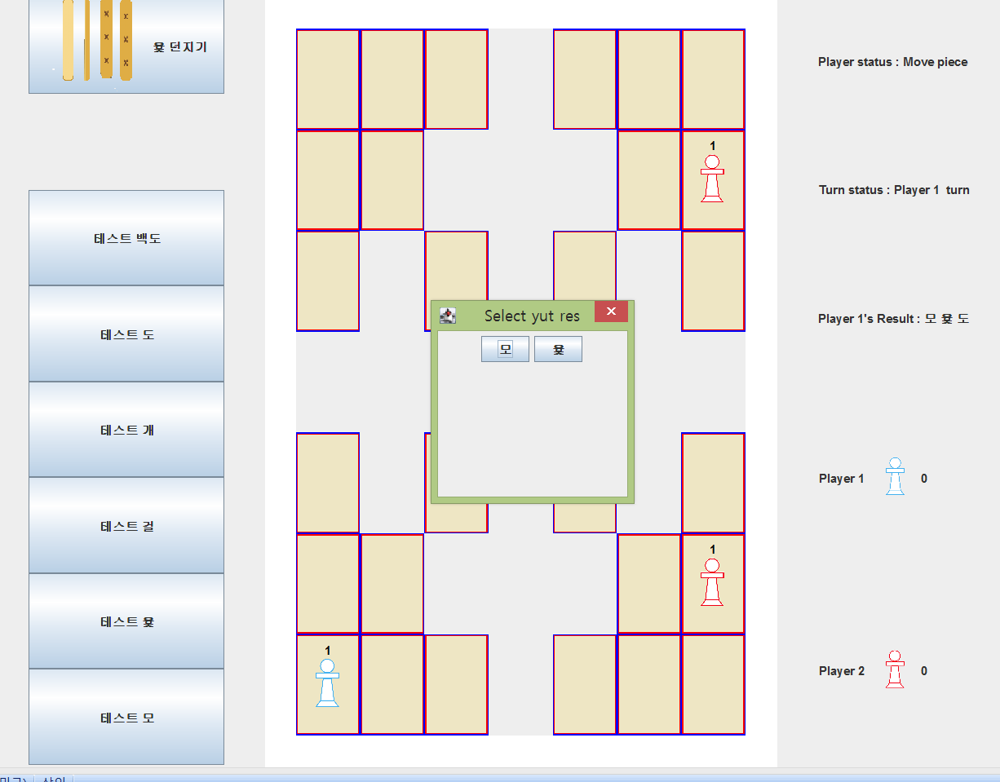 윷 던지기
테스트 백도
테스트 도
테스트 개
테스트 걸
테스트 윷
테스트 모
1
1
1
1
Select yut res
모
윷
Player status : Move piece
Turn status : Player 1 turn
Player 1's Result : 모 윷 도
Player 1 0
Player 2 0